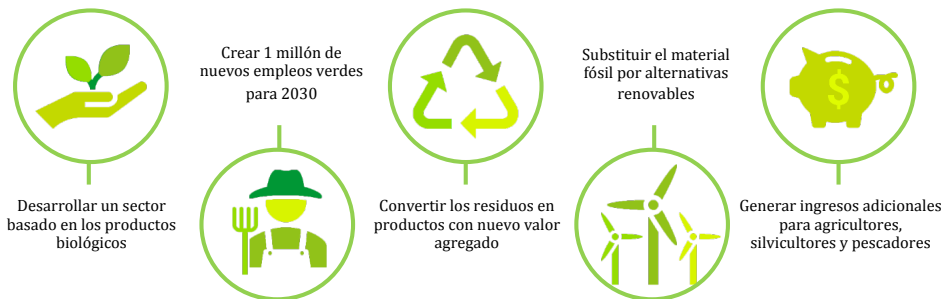 Desarrollar un sector
basado en los productos
biológicos
Crear 1 millón de
nuevos empleos verdes
para 2030
Convertir los residuos en
productos con nuevo valor
agregado
Substituir el material
fósil por alternativas
renovables
$
Generar ingresos adicionales
para agricultores,
silvicultores y pescadores